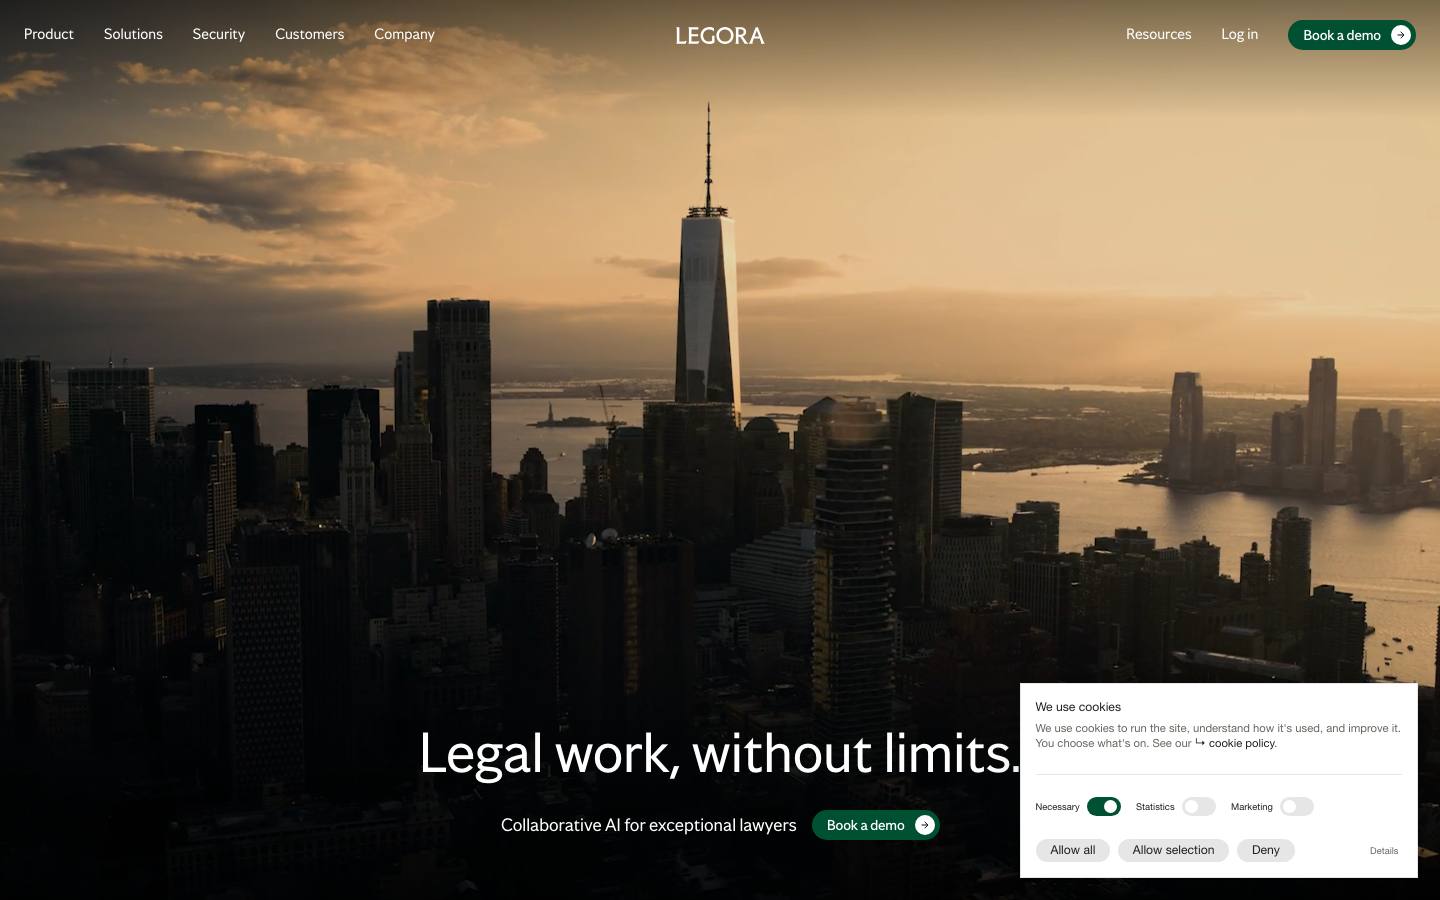 Product
Solutions
Security
Customers
Company
LEGORA
Resources
Log in
Book a demo
Legal work, without limits.
Collaborative AI for exceptional lawyers
Book a demo
We use cookies
We use cookies to run the site, understand how it's used, and improve it.
You choose what's on. See our ↳ cookie policy.
Necessary
Statistics
Marketing
Allow all
Allow selection
Deny
Details